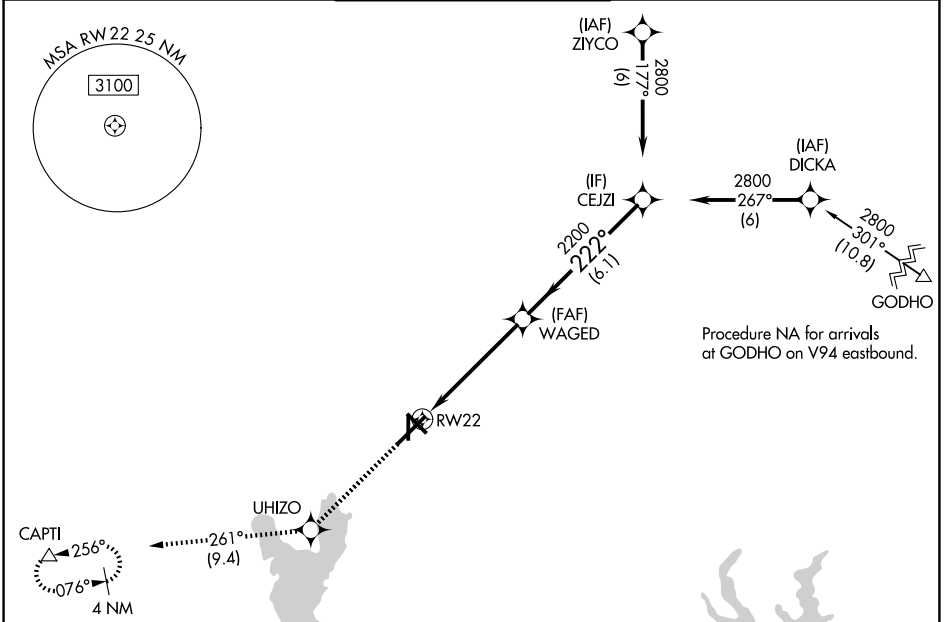 MSA RW 22 25 NM
3100
(IAF)
ZIYCO
2800
177°
(6)
(IAF)
DICKA
2800
267°
(6)
(IF)
CEJZI
2800
301°
(10.8)
GODHO
2200
222°
(6.1)
(FAF)
WAGED
Procedure NA for arrivals
at GODHO on V94 eastbound.
RW22
UHIZO
261°
(9.4)
CAPTI
256°
076°
4 NM